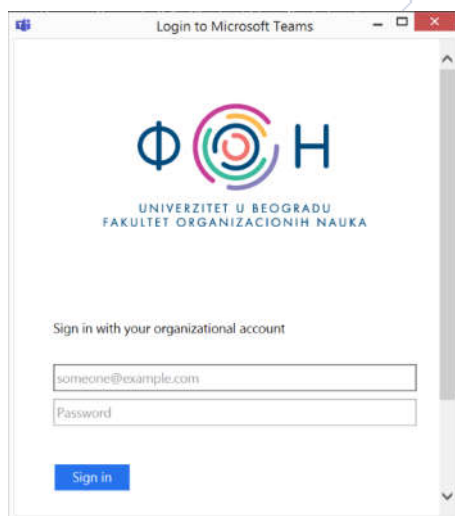 Login to Microsoft Teams
ФОН
UNIVERZITET U BEOGRADU
FAKULTET ORGANIZACIONIH NAUKA
Sign in with your organizational account
someone@example.com
Password
Sign in